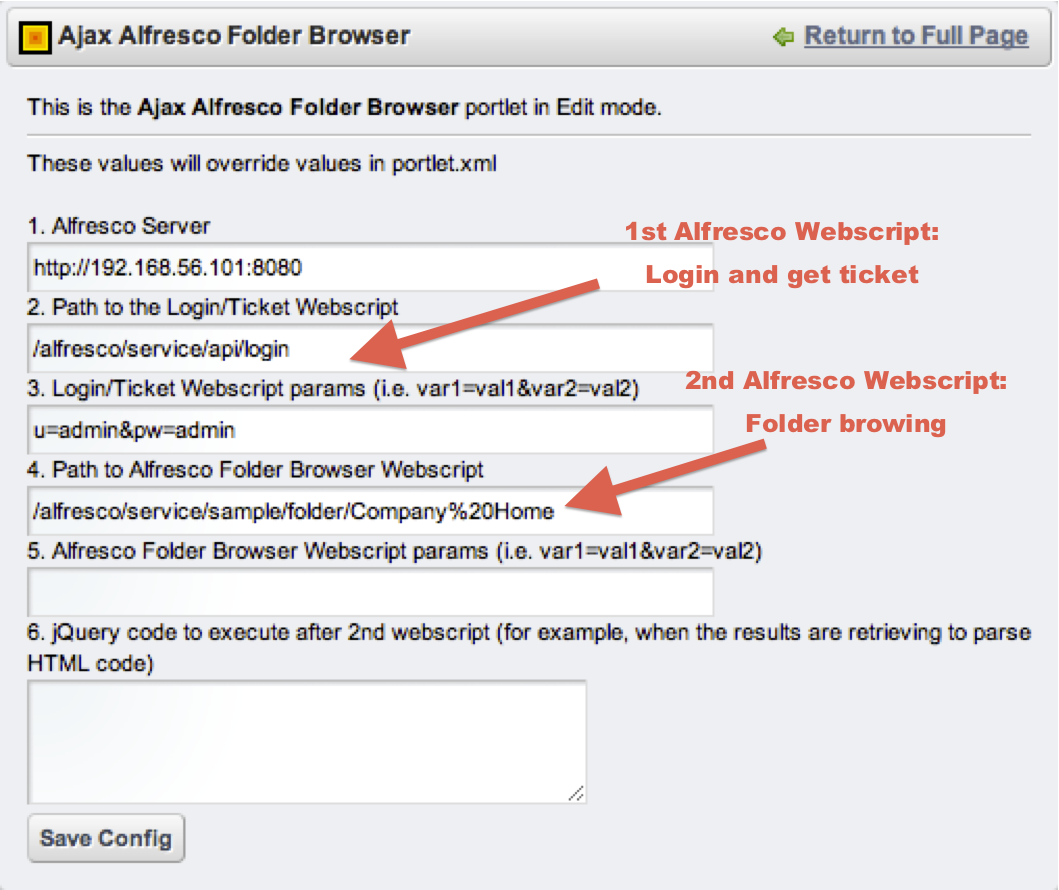 Ajax Alfresco Folder Browser
Return to Full Page
This is the Ajax Alfresco Folder Browser portlet in Edit mode.
These values will override values in portlet.xml
1. Alfresco Server
1st Alfresco Webscript:
Login and get ticket
http://192.168.56.101:8080
2. Path to the Login/Ticket Webscript
/alfresco/service/api/login
3. Login/Ticket Webscript params (i.e. var1=val1&var2=val2)
2nd Alfresco Webscript:
Folder browing
u=admin&pw=admin
4. Path to Alfresco Folder Browser Webscript
/alfresco/service/sample/folder/Company%20Home
5. Alfresco Folder Browser Webscript params (i.e. var1=val1&var2=val2)
6. jQuery code to execute after 2nd webscript (for example, when the results are retrieving to parse
HTML code)
Save Config